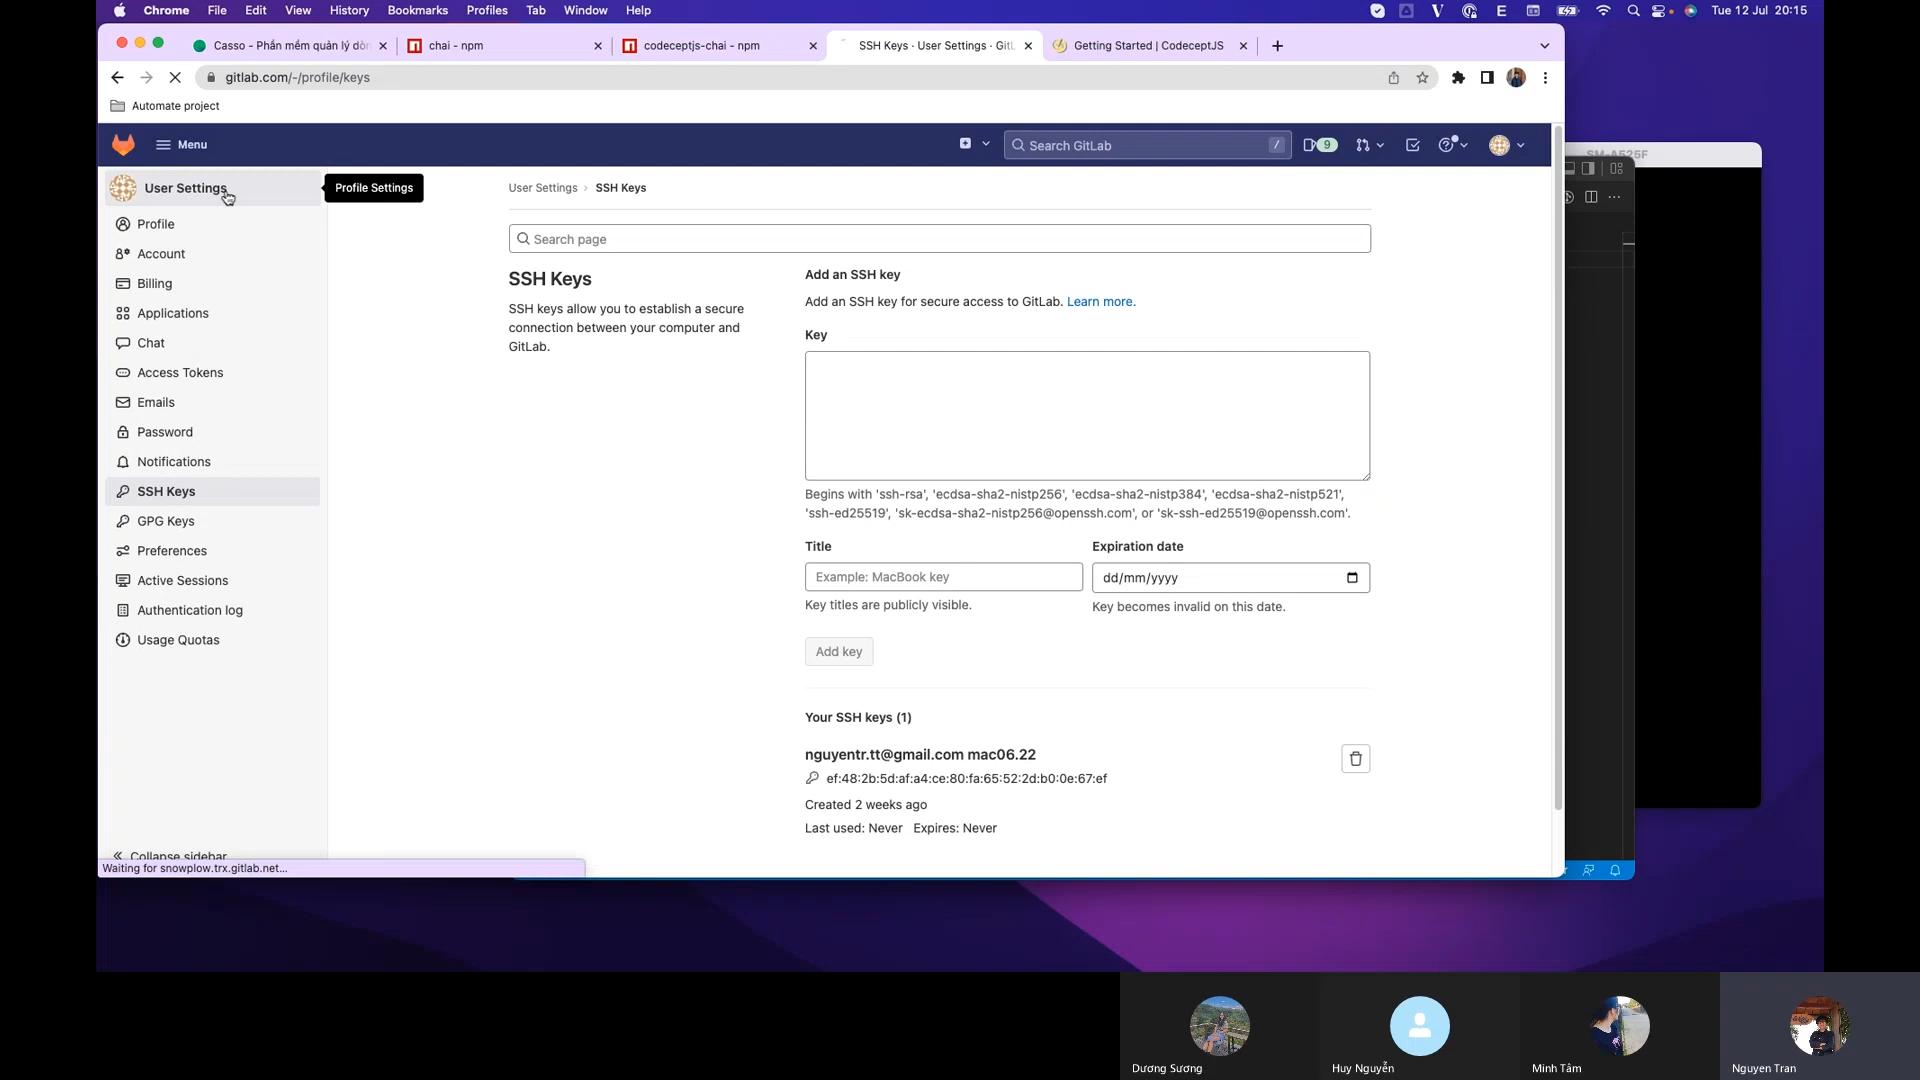 Chrome File Edit View History Bookmarks Profiles Tab Window Help
Tue 12 Jul 20:15
Casso - Phần mềm quản lý dòn
chai - npm
codeceptjs-chai - npm
SSH Keys · User Settings · GitL
Getting Started | CodeceptJS
gitlab.com/-/profile/keys
Automate project
Menu
Search GitLab /
9
SM-A525F
User Settings
Profile Settings
Profile
Account
Billing
Applications
Chat
Access Tokens
Emails
Password
Notifications
SSH Keys
GPG Keys
Preferences
Active Sessions
Authentication log
Usage Quotas
Collapse sidebar
Waiting for snowplow.trx.gitlab.net...
User Settings › SSH Keys
Search page
SSH Keys
SSH keys allow you to establish a secure
connection between your computer and
GitLab.
Add an SSH key
Add an SSH key for secure access to GitLab. Learn more.
Key
Begins with 'ssh-rsa', 'ecdsa-sha2-nistp256', 'ecdsa-sha2-nistp384', 'ecdsa-sha2-nistp521',
'ssh-ed25519', 'sk-ecdsa-sha2-nistp256@openssh.com', or 'sk-ssh-ed25519@openssh.com'.
Title
Expiration date
Example: MacBook key
dd/mm/yyyy
Key titles are publicly visible.
Key becomes invalid on this date.
Add key
Your SSH keys (1)
nguyentr.tt@gmail.com mac06.22
ef:48:2b:5d:af:a4:ce:80:fa:65:52:2d:b0:0e:67:ef
Created 2 weeks ago
Last used: Never Expires: Never
Dương Sương
Huy Nguyễn
Minh Tâm
Nguyen Tran